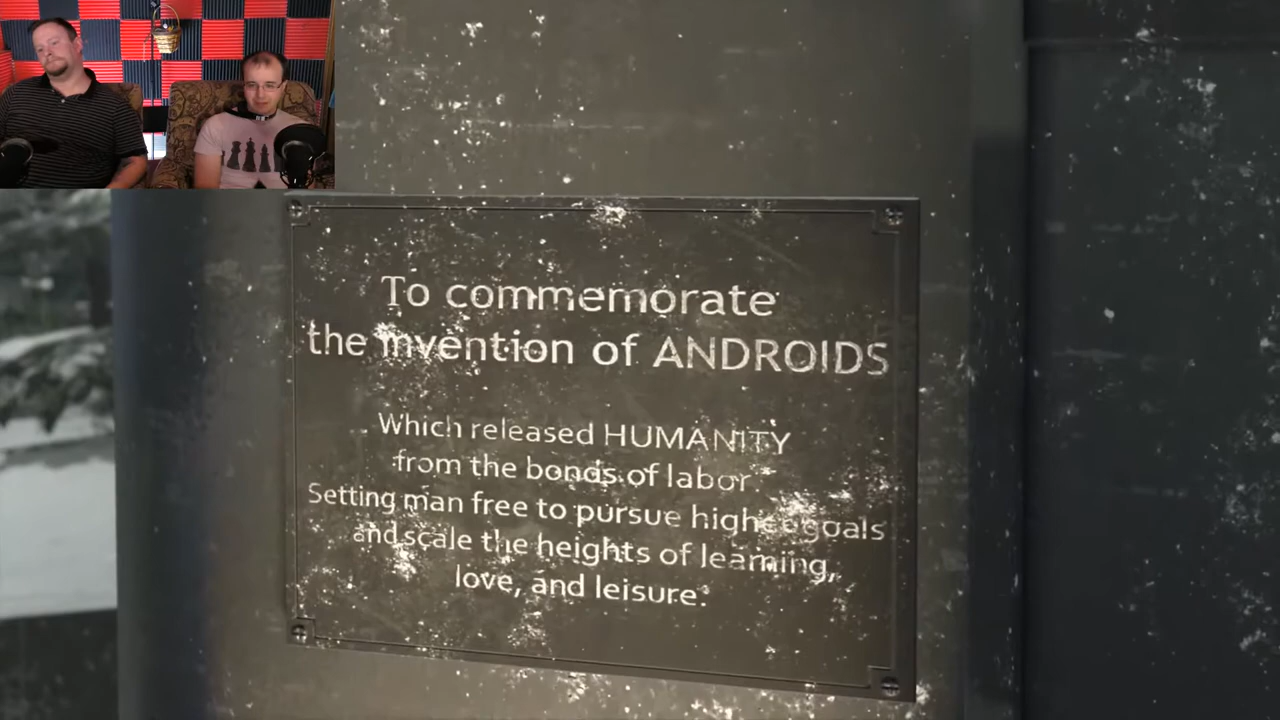 To commemorate
the invention of ANDROIDS
Which released HUMANITY
from the bonds of labor.
Setting man free to pursue higher goals
and scale the heights of learning,
love, and leisure.